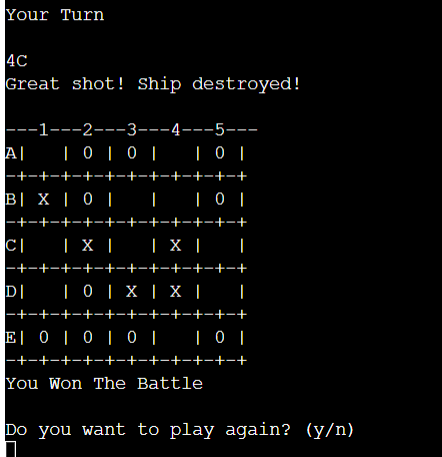 Your Turn
4C
Great shot! Ship destroyed!
---1---2---3---4---5---
A|   | 0 | 0 |   | 0 |
-+-+-+-+-+-+-+-+-+-+
B| X | 0 |   |   | 0 |
-+-+-+-+-+-+-+-+-+-+
C|   | X |   | X |   |
-+-+-+-+-+-+-+-+-+-+
D|   | 0 | X | X |   |
-+-+-+-+-+-+-+-+-+-+
E| 0 | 0 | 0 |   | 0 |
-+-+-+-+-+-+-+-+-+-+
You Won The Battle
Do you want to play again? (y/n)